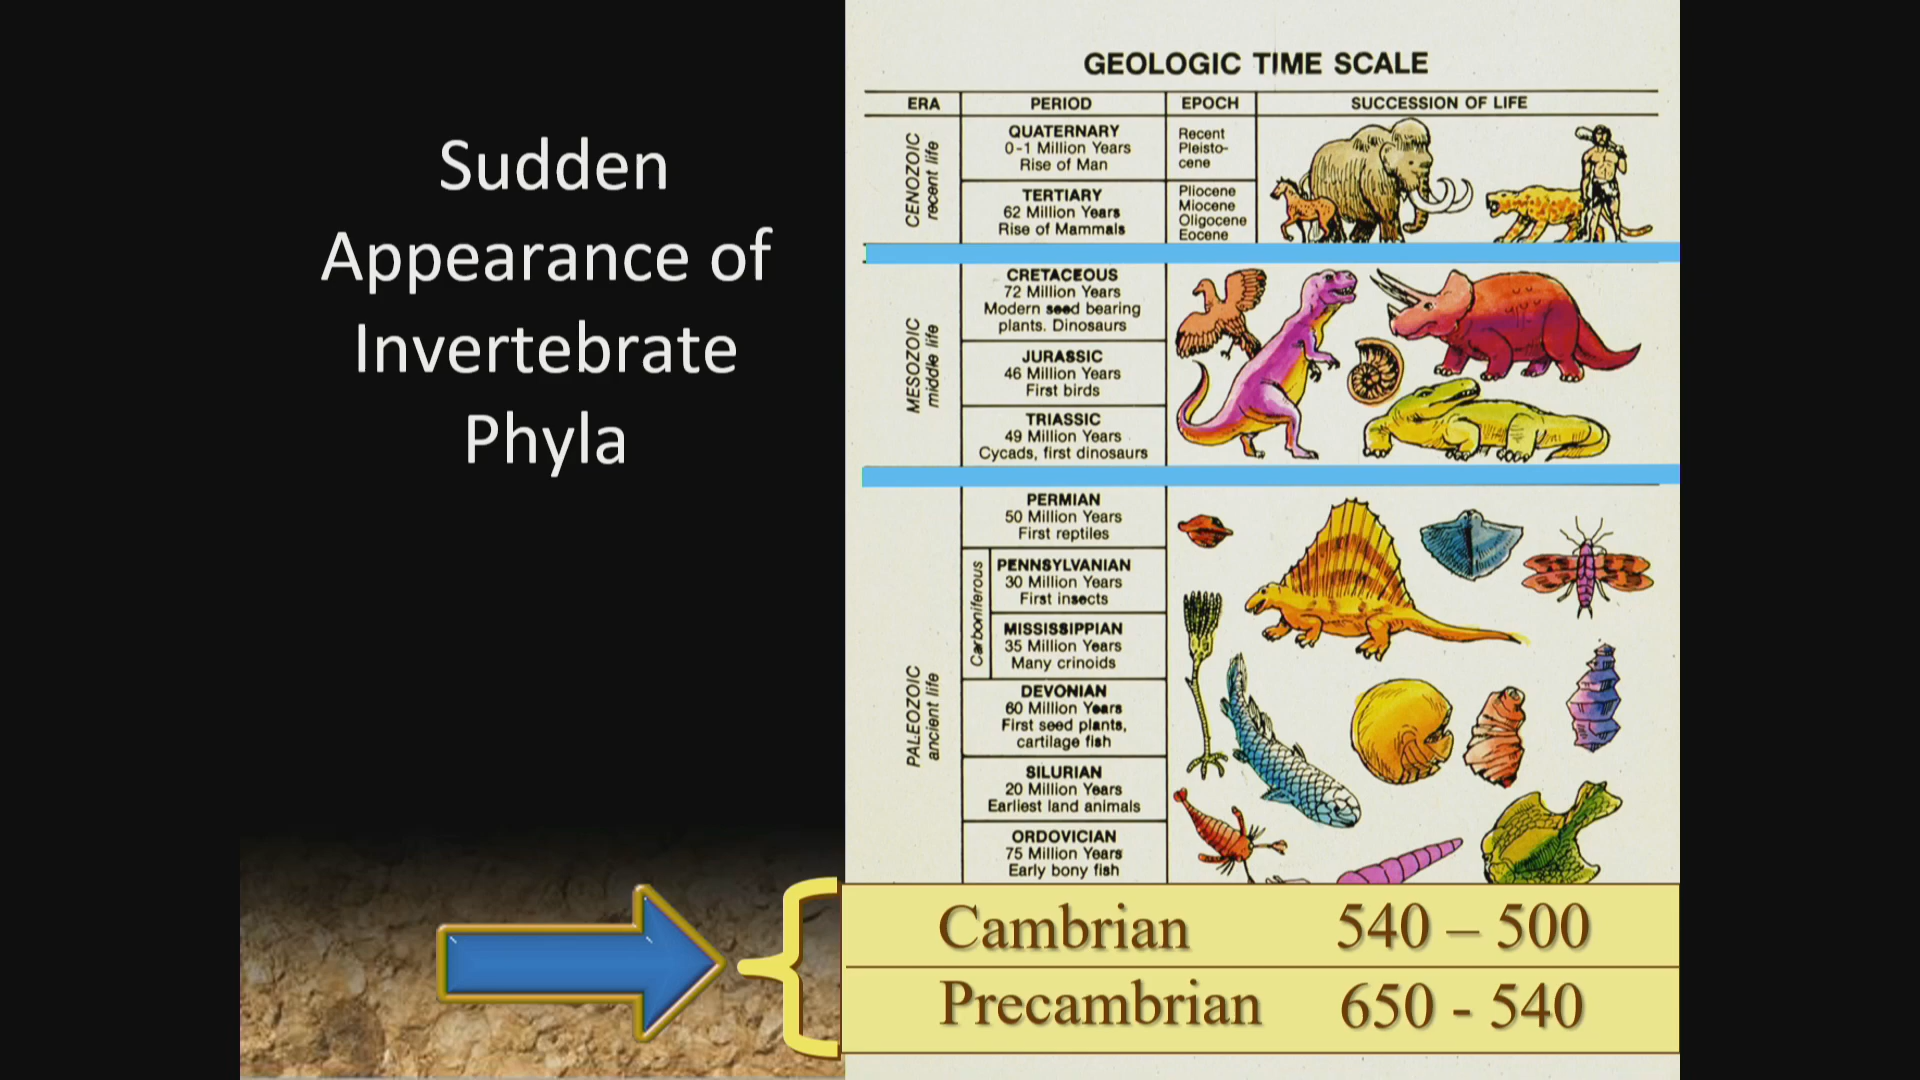 Sudden
Appearance of
Invertebrate
Phyla
GEOLOGIC TIME SCALE
ERA PERIOD EPOCH SUCCESSION OF LIFE
CENOZOIC
recent life
QUATERNARY
0-1 Million Years
Rise of Man
Recent
Pleisto-
cene
TERTIARY
62 Million Years
Rise of Mammals
Pliocene
Miocene
Oligocene
Eocene
MESOZOIC
middle life
CRETACEOUS
72 Million Years
Modern seed bearing
plants. Dinosaurs
JURASSIC
46 Million Years
First birds
TRIASSIC
49 Million Years
Cycads, first dinosaurs
PALEOZOIC
ancient life
PERMIAN
50 Million Years
First reptiles
Carboniferous
PENNSYLVANIAN
30 Million Years
First insects
MISSISSIPPIAN
35 Million Years
Many crinoids
DEVONIAN
60 Million Years
First seed plants,
cartilage fish
SILURIAN
20 Million Years
Earliest land animals
ORDOVICIAN
75 Million Years
Early bony fish
Cambrian 540 – 500
Precambrian 650 - 540